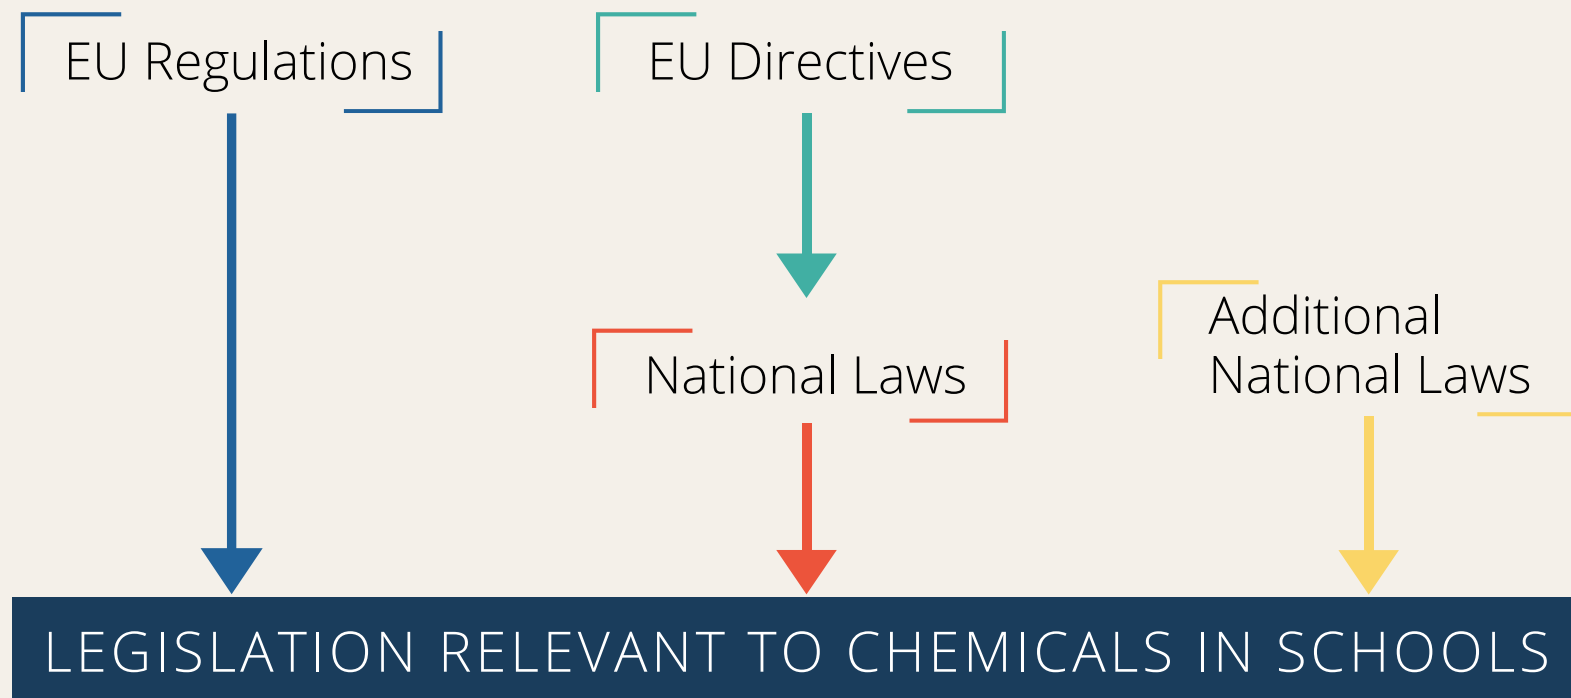 EU Regulations
EU Directives
National Laws
Additional
National Laws
LEGISLATION RELEVANT TO CHEMICALS IN SCHOOLS